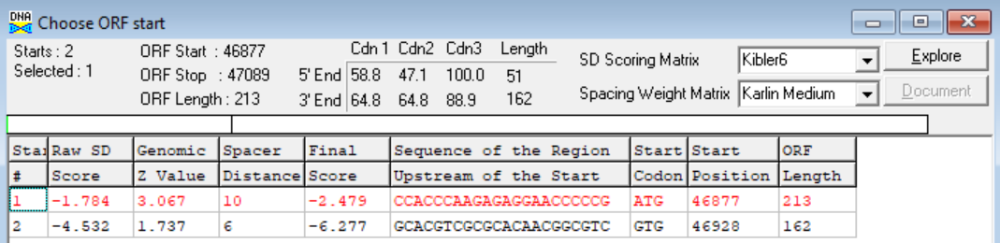 DNA Choose ORF start
Starts : 2 ORF Start : 46877 Cdn 1 Cdn2 Cdn3 Length SD Scoring Matrix Kibler6 Explore
Selected : 1 ORF Stop : 47089 5' End 58.8 47.1 100.0 51
ORF Length : 213 3' End 64.8 64.8 88.9 162 Spacing Weight Matrix Karlin Medium Document
Star Raw SD Genomic Spacer Final Sequence of the Region Start Start ORF
# Score Z Value Distance Score Upstream of the Start Codon Position Length
1 -1.784 3.067 10 -2.479 CCACCCAAGAGAGGAACCCCCG ATG 46877 213
2 -4.532 1.737 6 -6.277 GCACGTCGCGCACAACGGCGTC GTG 46928 162